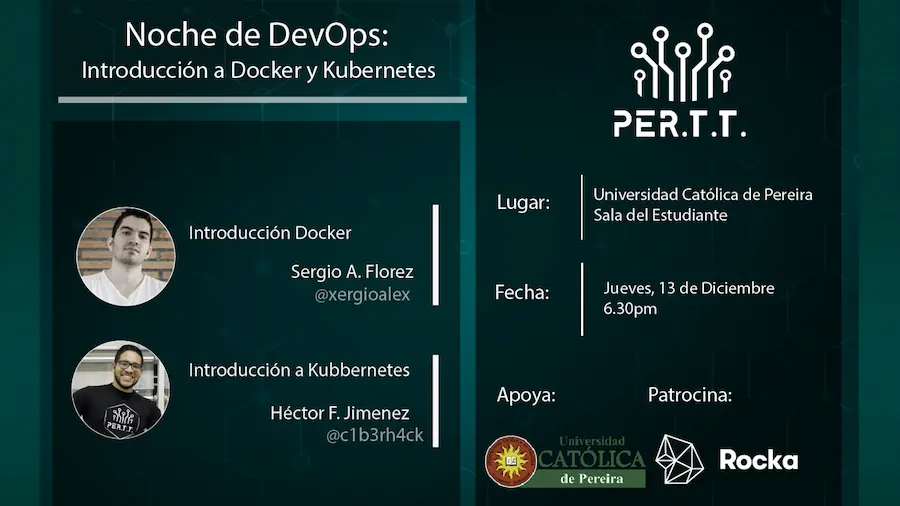 Noche de DevOps:
Introducción a Docker y Kubernetes
Introducción Docker
Sergio A. Florez
@xergioalex
PER.T.T.
Introducción a Kubbernetes
Héctor F. Jimenez
@c1b3rh4ck
PER.T.T.
Lugar:
Universidad Católica de Pereira
Sala del Estudiante
Fecha:
Jueves, 13 de Diciembre
6.30pm
Apoya:
Patrocina:
Universidad
CATÓLICA
de Pereira
Rocka